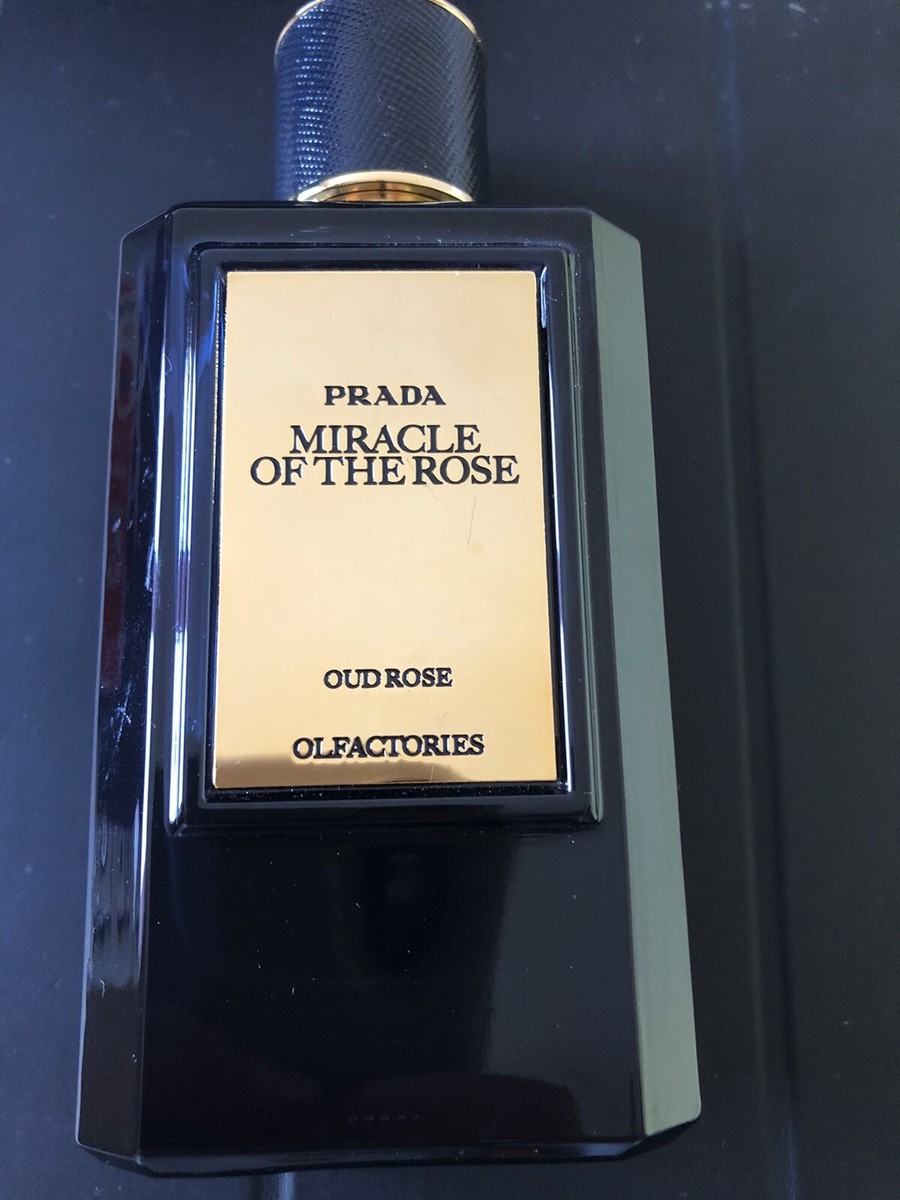 PRADA
MIRACLE
OF THE ROSE
OUD ROSE
OLFACTORIES